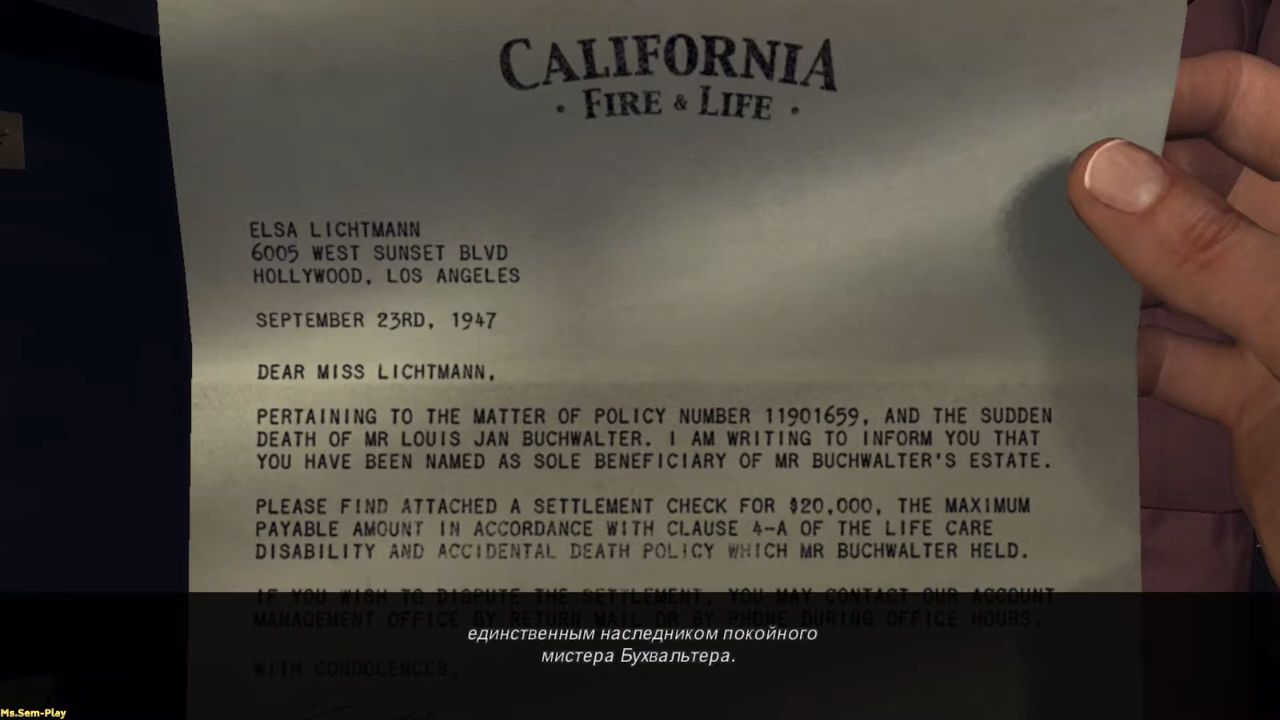 CALIFORNIA
• FIRE & LIFE •
ELSA LICHTMANN
6005 WEST SUNSET BLVD
HOLLYWOOD, LOS ANGELES
SEPTEMBER 23RD, 1947
DEAR MISS LICHTMANN,
PERTAINING TO THE MATTER OF POLICY NUMBER 11901659, AND THE SUDDEN
DEATH OF MR LOUIS JAN BUCHWALTER. I AM WRITING TO INFORM YOU THAT
YOU HAVE BEEN NAMED AS SOLE BENEFICIARY OF MR BUCHWALTER'S ESTATE.
PLEASE FIND ATTACHED A SETTLEMENT CHECK FOR $20,000, THE MAXIMUM
PAYABLE AMOUNT IN ACCORDANCE WITH CLAUSE 4-A OF THE LIFE CARE
DISABILITY AND ACCIDENTAL DEATH POLICY WHICH MR BUCHWALTER HELD.
IF YOU WISH TO DISPUTE THE SETTLEMENT, YOU MAY CONTACT OUR ACCOUNT
MANAGEMENT OFFICE BY RETURN MAIL OR BY PHONE DURING OFFICE HOURS.
единственным наследником покойного
мистера Бухвальтера.
WITH CONDOLENCES,
Ms.Sem-Play